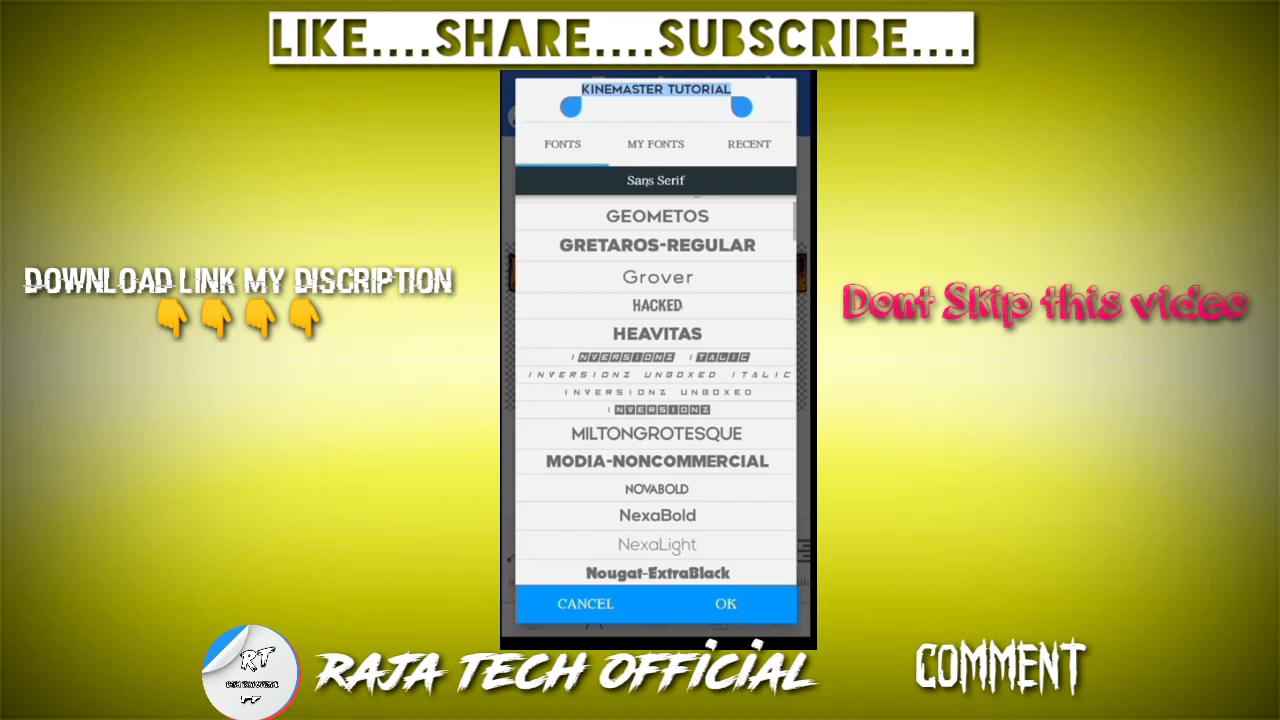 LIKE....SHARE....SUBSCRIBE....
KINEMASTER TUTORIAL
FONTS
MY FONTS
RECENT
Sans Serif
GEOMETOS
GRETAROS-REGULAR
Grover
HACKED
HEAVITAS
INVERSIONZ ITALIC
INVERSIONZ UNBOXED ITALIC
INVERSIONZ UNBOXED
INVERSIONZ
MILTONGROTESQUE
MODIA-NONCOMMERCIAL
NOVABOLD
NexaBold
NexaLight
Nougat-ExtraBlack
CANCEL
OK
DOWNLOAD LINK MY DISCRIPTION
👇👇👇👇
Dont Skip this video
RT
RAJA TECH OFFICIAL
COMMENT